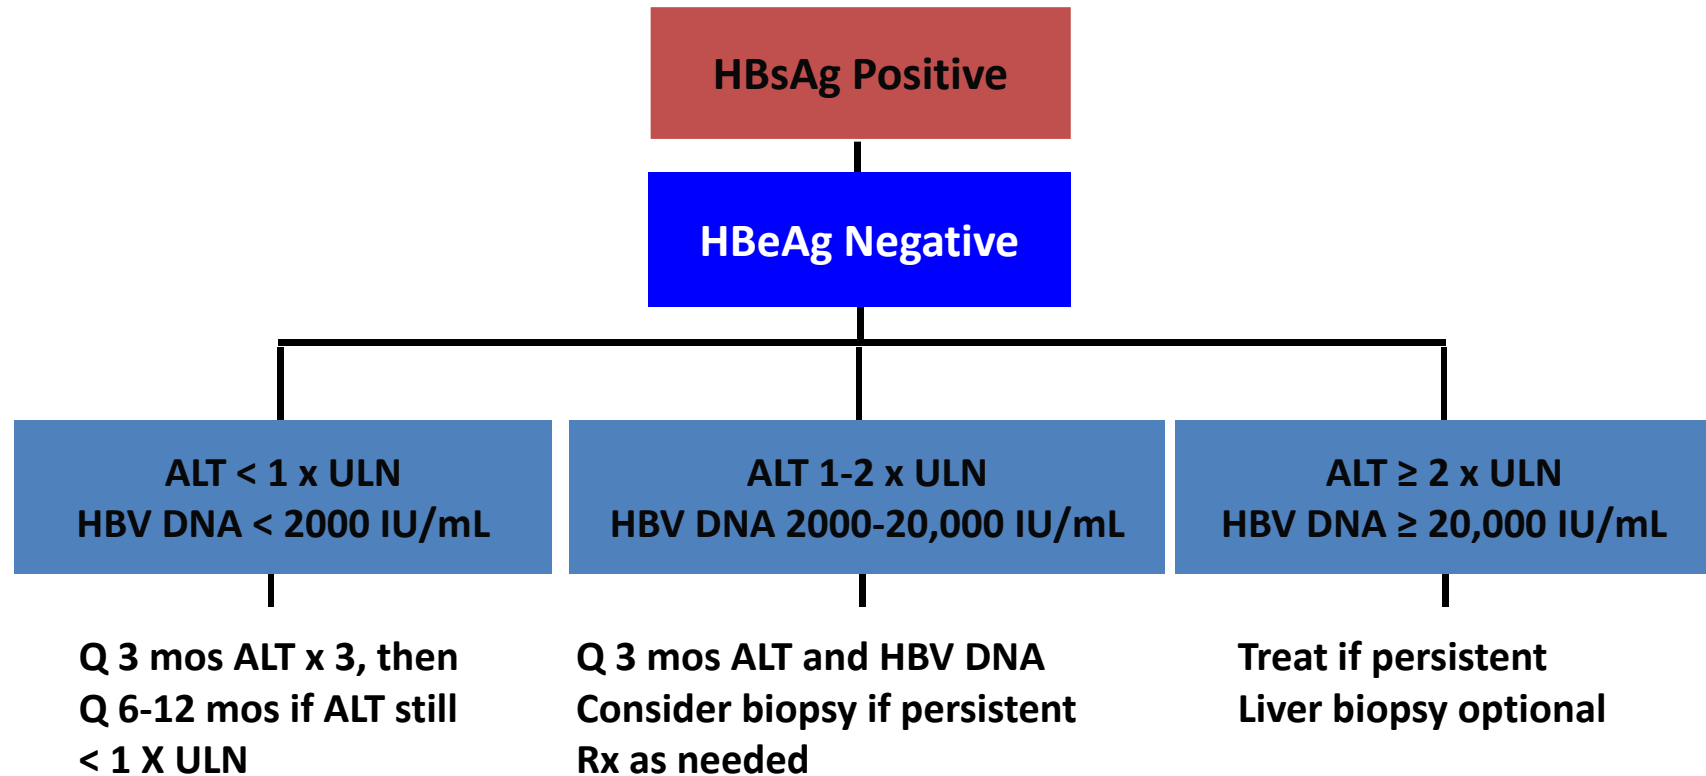 HBsAg Positive
HBeAg Negative
ALT < 1 x ULN
HBV DNA < 2000 IU/mL
ALT 1-2 x ULN
HBV DNA 2000-20,000 IU/mL
ALT ≥ 2 x ULN
HBV DNA ≥ 20,000 IU/mL
Q 3 mos ALT x 3, then
Q 6-12 mos if ALT still
< 1 X ULN
Q 3 mos ALT and HBV DNA
Consider biopsy if persistent
Rx as needed
Treat if persistent
Liver biopsy optional